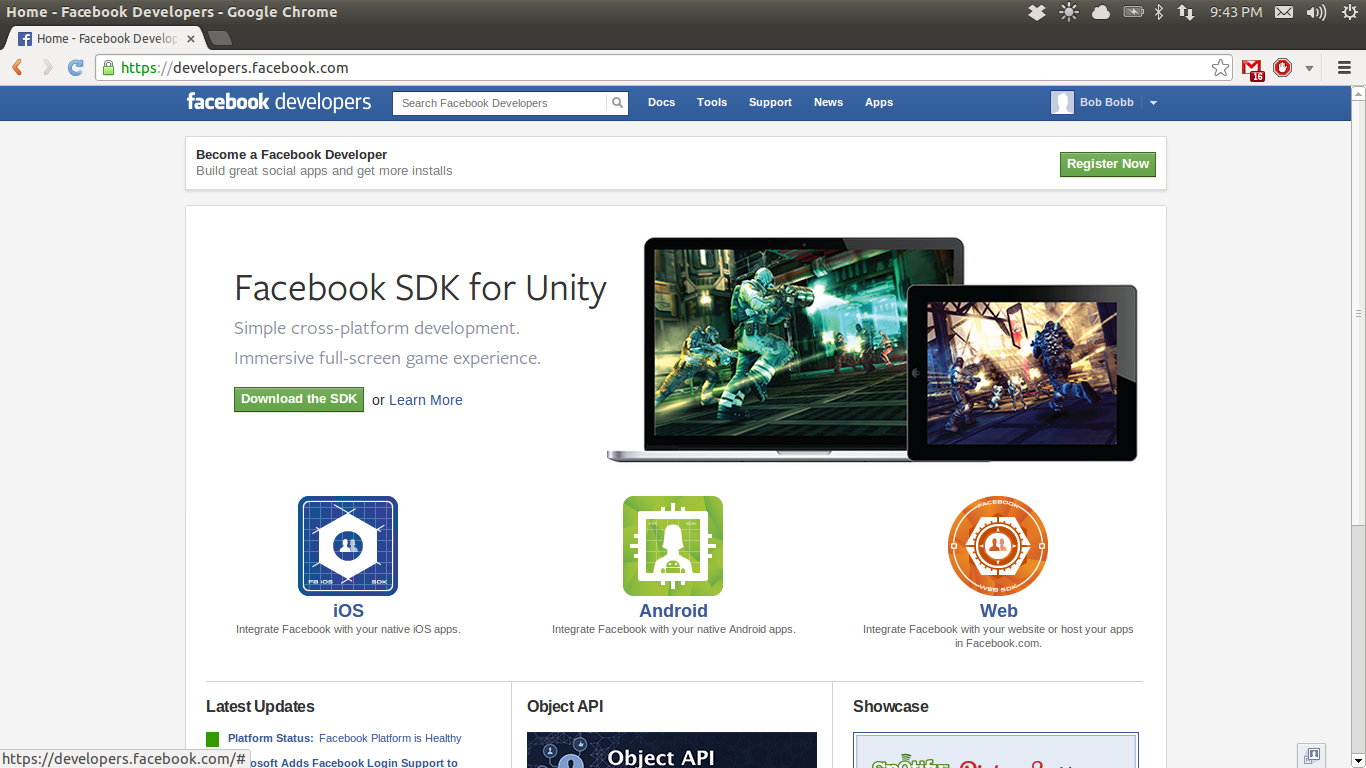 Home - Facebook Developers - Google Chrome
9:43 PM
Home - Facebook Develop
https://developers.facebook.com
16
facebook developers
Search Facebook Developers
Docs
Tools
Support
News
Apps
Bob Bobb
Become a Facebook Developer
Build great social apps and get more installs
Register Now
Facebook SDK for Unity
Simple cross-platform development.
Immersive full-screen game experience.
Download the SDK or Learn More
FB iOS SDK
FACEBOOK
WEB SDK
iOS
Android
Web
Integrate Facebook with your native iOS apps.
Integrate Facebook with your native Android apps.
Integrate Facebook with your website or host your apps
in Facebook.com.
Latest Updates
Object API
Showcase
Platform Status: Facebook Platform is Healthy
Object API
Spotify
https://developers.facebook.com/#
Adds Facebook Login Support to